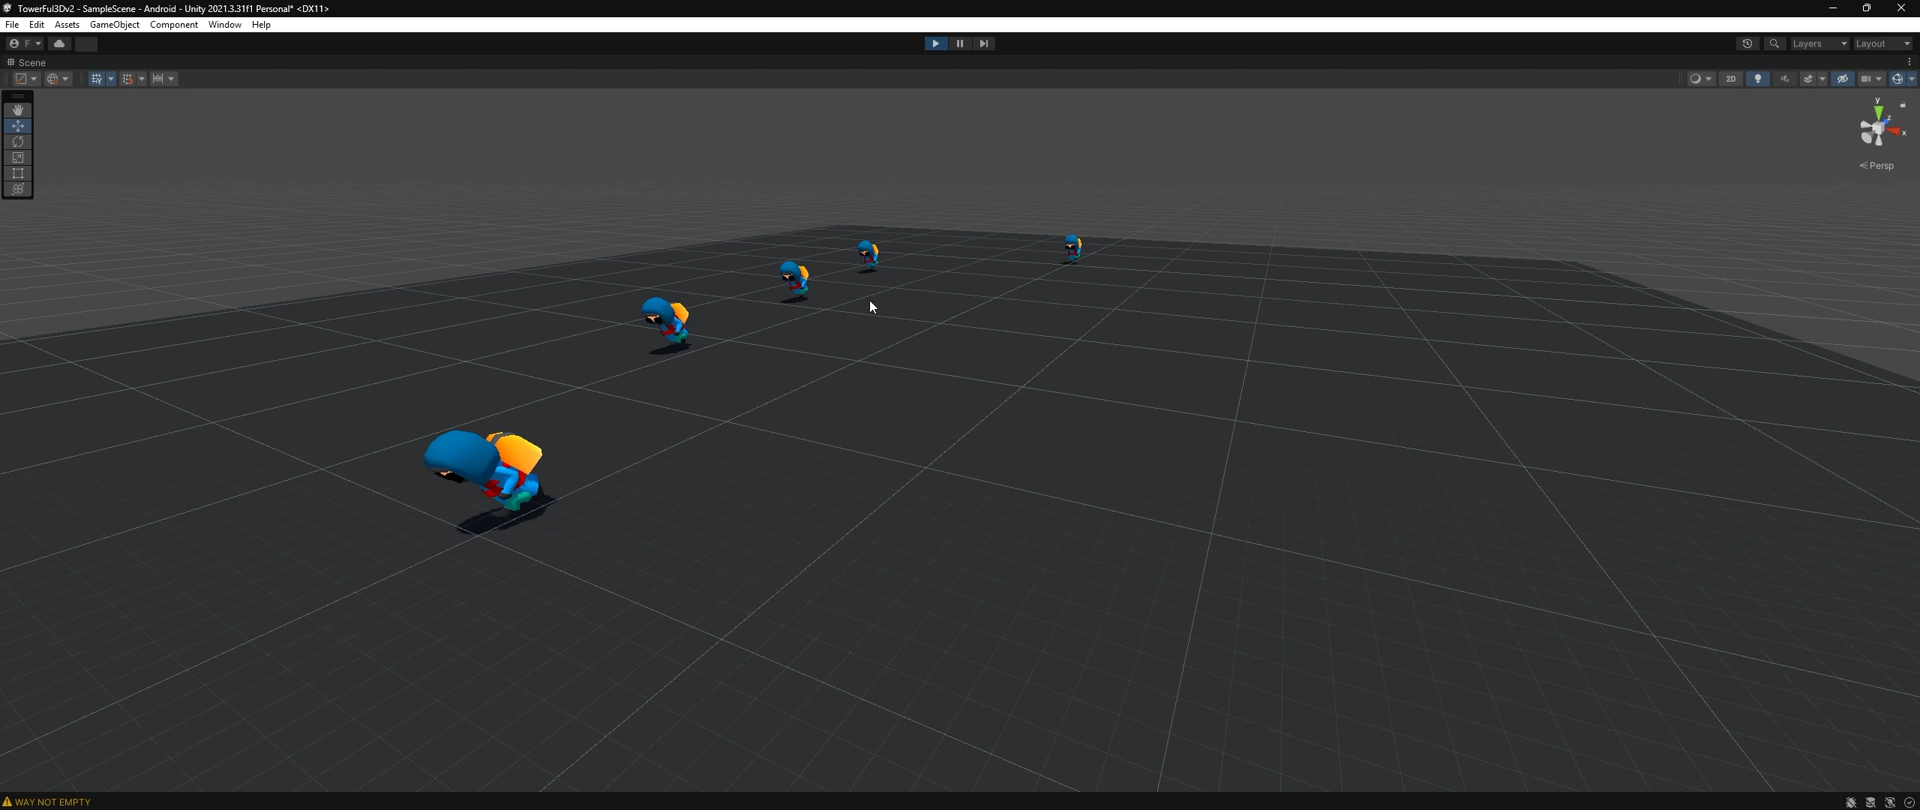 TowerFul3Dv2 - SampleScene - Android - Unity 2021.3.31f1 Personal* <DX11>
File Edit Assets GameObject Component Window Help
F Layers Layout
Scene
2D
y
z
x
Persp
WAY NOT EMPTY